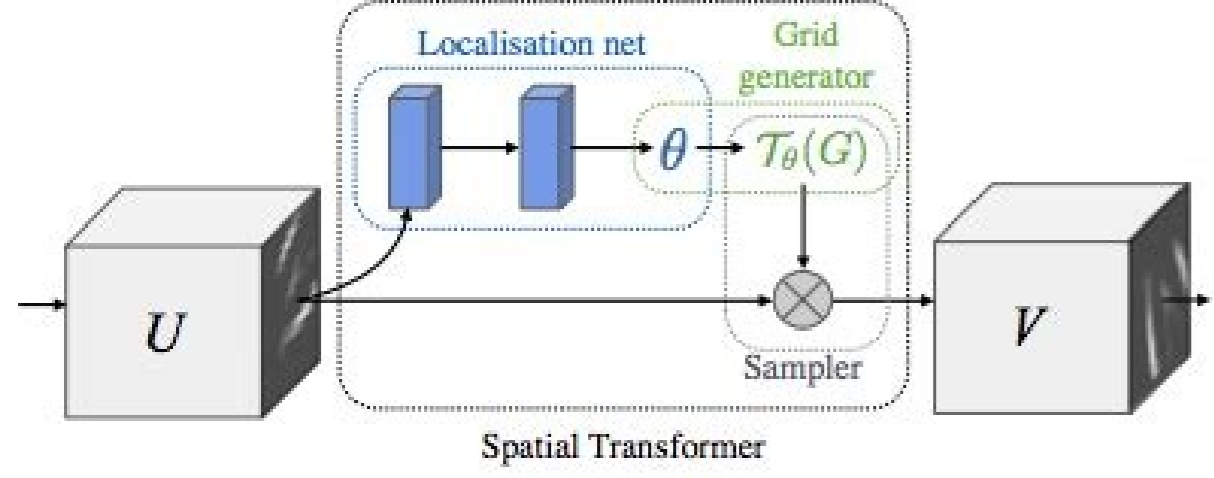 Localisation net
Grid
generator
θ
𝒯θ(G)
U
V
Sampler
Spatial Transformer